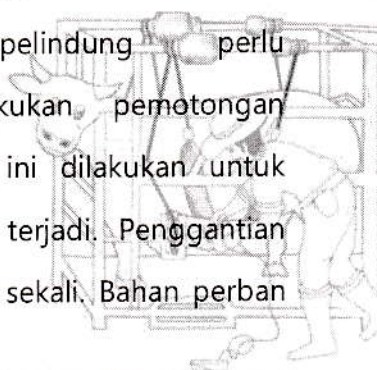 pelindung perlu
kukan pemotongan
ini dilakukan untuk
terjadi. Penggantian
sekali. Bahan perban